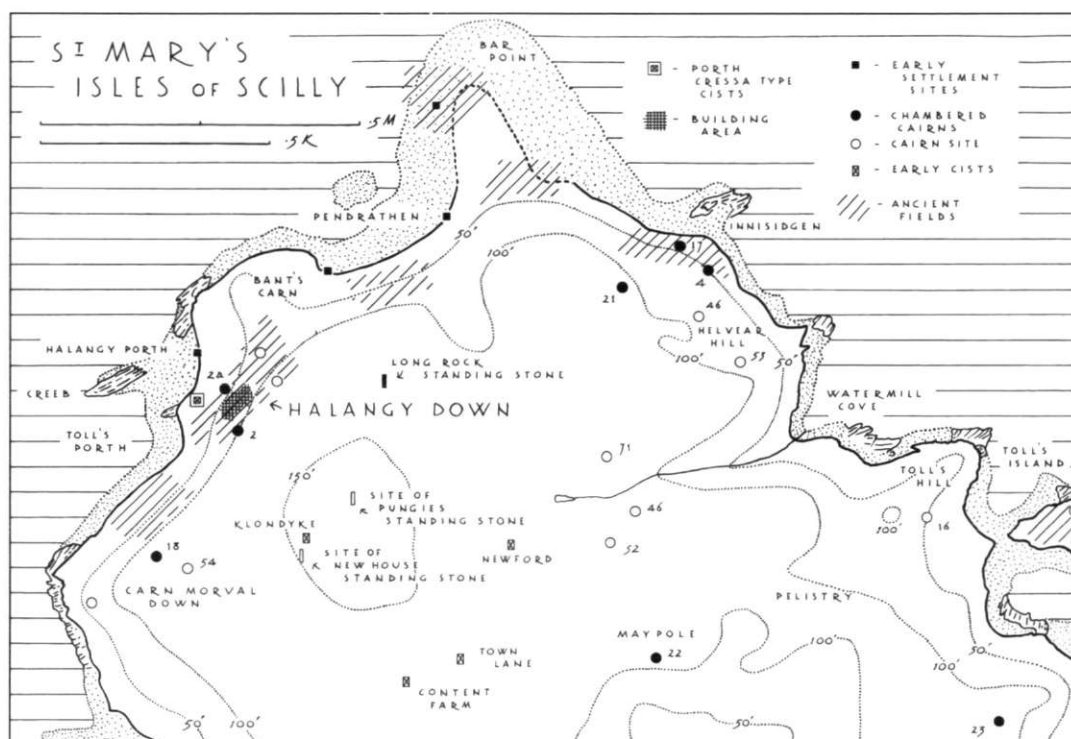 ST MARY'S
ISLES OF SCILLY
.5M
.5K
BAR
POINT
- PORTH
CRESSA TYPE
CISTS
- BUILDING
AREA
- EARLY
SETTLEMENT
SITES
- CHAMBERED
CAIRNS
- CAIRN SITE
- EARLY CISTS
- ANCIENT
FIELDS
PENDRATHEN
INNISIDGEN
50'
100'
17
4
21
46
HELVEAR
HILL
53
100'
50'
BANT'S
CARN
HALANGY PORTH
CREEB
2A
LONG ROCK
STANDING STONE
HALANGY DOWN
TOLL'S
PORTH
2
WATERMILL
COVE
TOLL'S
ISLAND
TOLL'S
HILL
100'
16
71
46
52
150'
SITE OF
PUNGIES
STANDING STONE
KLONDYKE
SITE OF
NEWHOUSE
STANDING STONE
NEWFORD
18
54
CARN MORVAL
DOWN
PELISTRY
MAYPOLE
22
100'
50'
100'
TOWN
LANE
CONTENT
FARM
50'
100'
50'
23